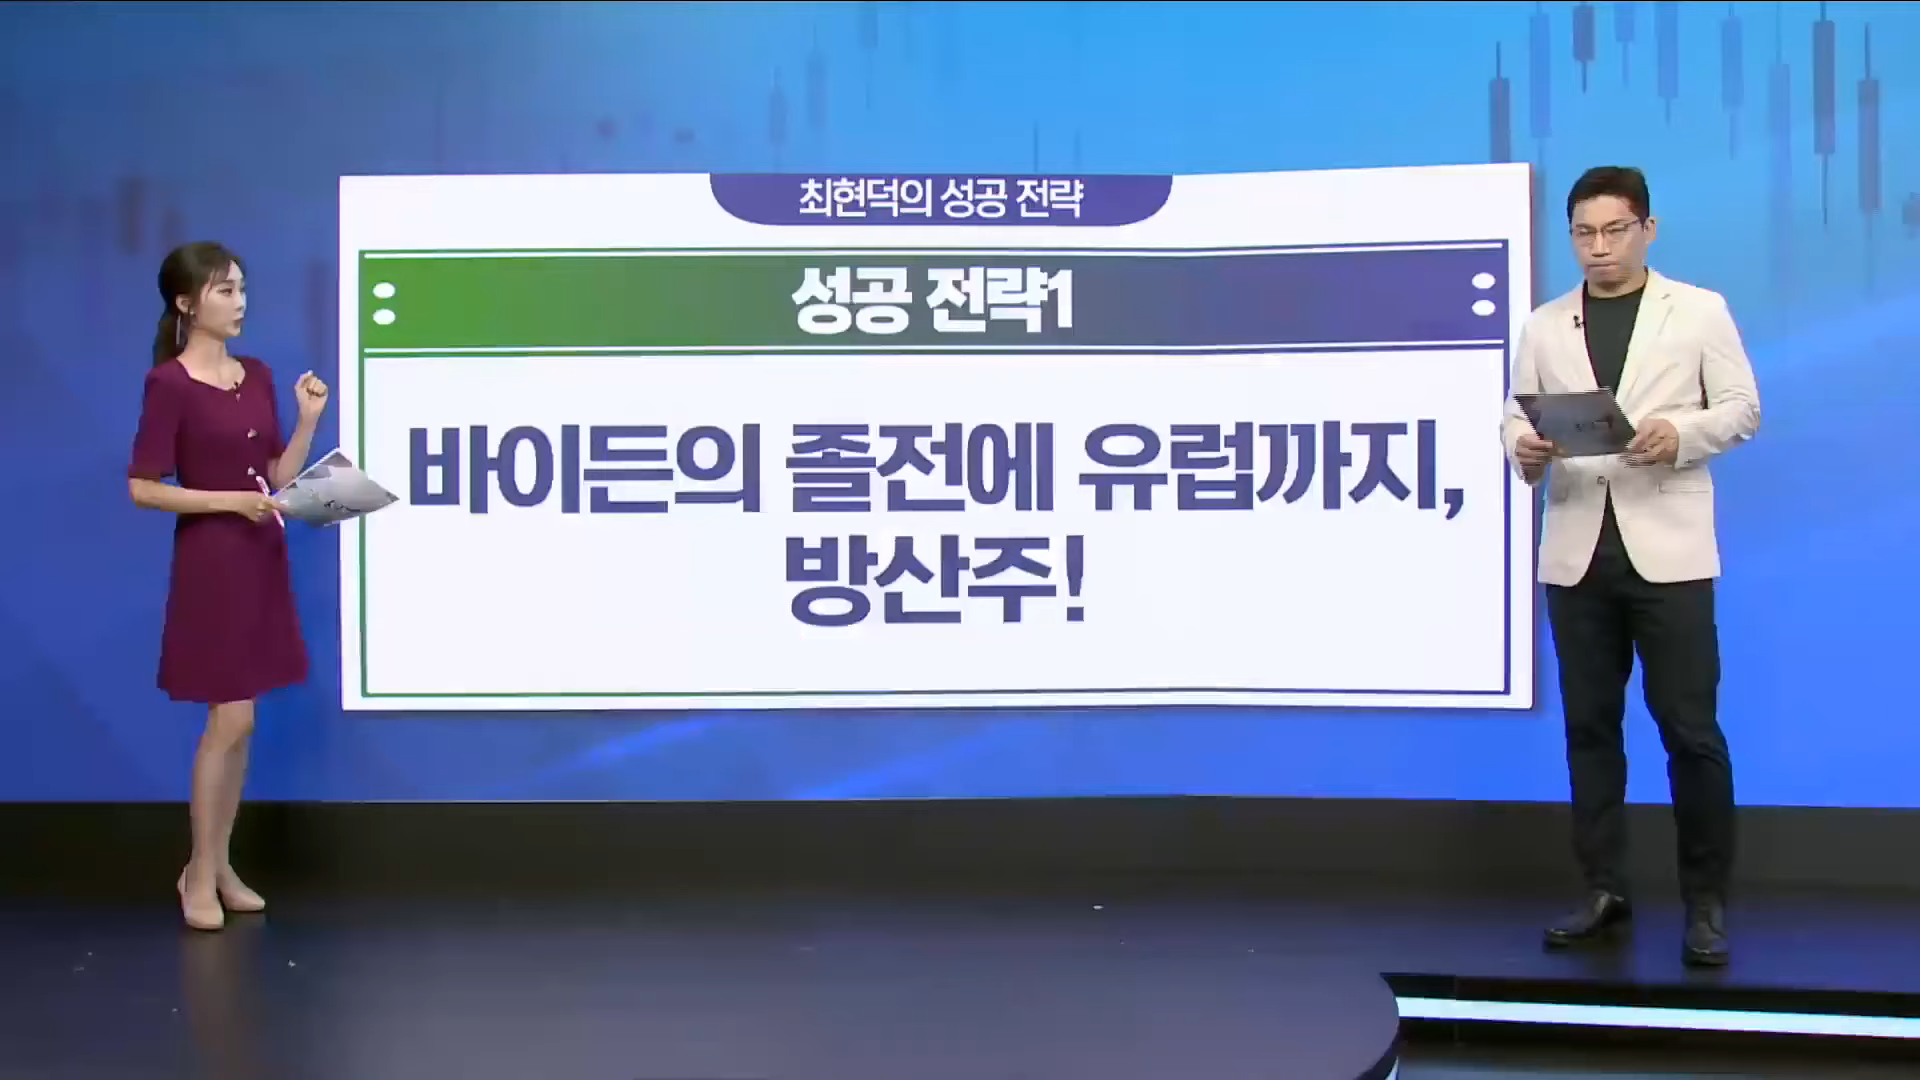 최현덕의 성공 전략
성공 전략1
바이든의 졸전에 유럽까지,
방산주!